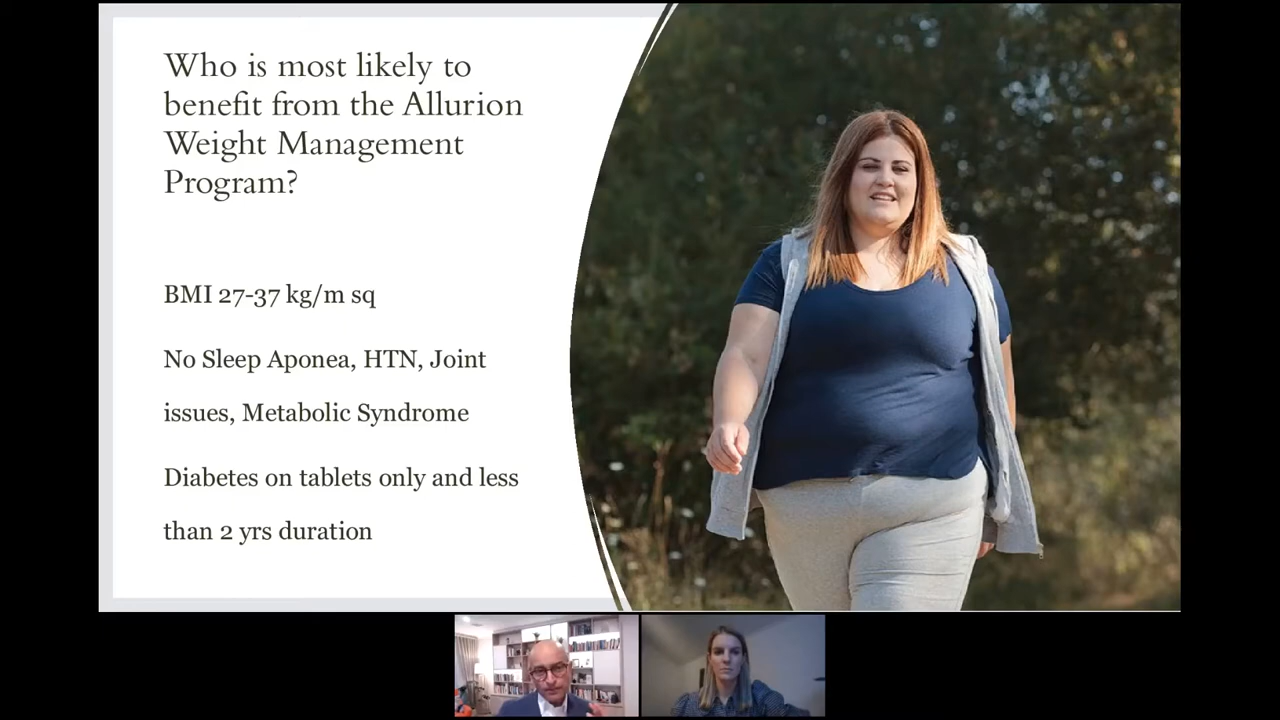 Who is most likely to
benefit from the Allurion
Weight Management
Program?
BMI 27-37 kg/m sq
No Sleep Aponea, HTN, Joint
issues, Metabolic Syndrome
Diabetes on tablets only and less
than 2 yrs duration